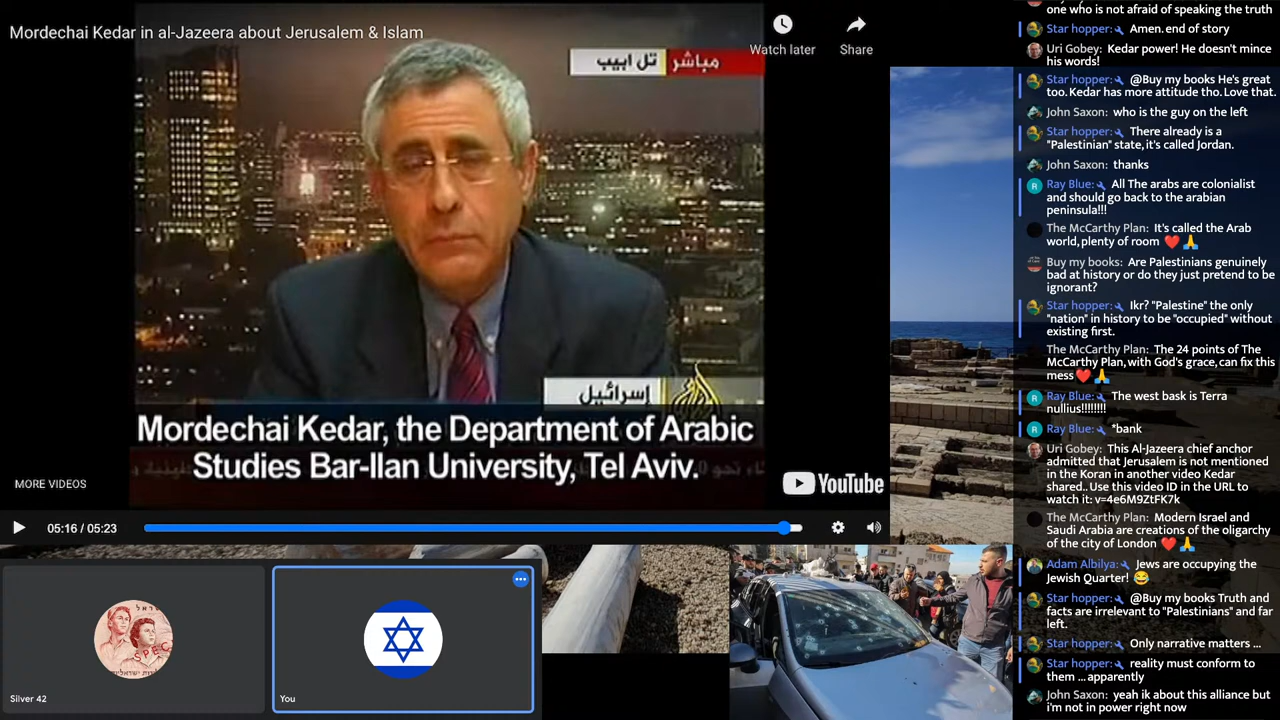 Mordechai Kedar in al-Jazeera about Jerusalem & Islam
Watch later
Share
تل ابيب
مباشر
إسرائيل
Mordechai Kedar, the Department of Arabic
Studies Bar-Ilan University, Tel Aviv.
MORE VIDEOS
YouTube
05:16 / 05:23
SPEC
Silver 42
You
one who is not afraid of speaking the truth
Star hopper: Amen. end of story
Uri Gobey: Kedar power! He doesn't mince
his words!
Star hopper: @Buy my books He's great
too. Kedar has more attitude tho. Love that.
John Saxon: who is the guy on the left
Star hopper: There already is a
"Palestinian" state, it's called Jordan.
John Saxon: thanks
R
Ray Blue: All The arabs are colonialist
and should go back to the arabian
peninsula!!!
The McCarthy Plan: It's called the Arab
world, plenty of room ❤️ 🙏
Buy my books: Are Palestinians genuinely
bad at history or do they just pretend to be
ignorant?
Star hopper: Ikr? "Palestine" the only
"nation" in history to be "occupied" without
existing first.
The McCarthy Plan: The 24 points of The
McCarthy Plan, with God's grace, can fix this
mess ❤️ 🙏
R
Ray Blue: The west bask is Terra
nullius!!!!!!!!
R
Ray Blue: *bank
Uri Gobey: This Al-Jazeera chief anchor
admitted that Jerusalem is not mentioned
in the Koran in another video Kedar
shared.. Use this video ID in the URL to
watch it: v=4e6M9ZtFK7k
The McCarthy Plan: Modern Israel and
Saudi Arabia are creations of the oligarchy
of the city of London ❤️ 🙏
Adam Albilya: Jews are occupying the
Jewish Quarter! 😂
Star hopper: @Buy my books Truth and
facts are irrelevant to "Palestinians" and far
left.
Star hopper: Only narrative matters ...
Star hopper: reality must conform to
them ... apparently
John Saxon: yeah ik about this alliance but
i'm not in power right now